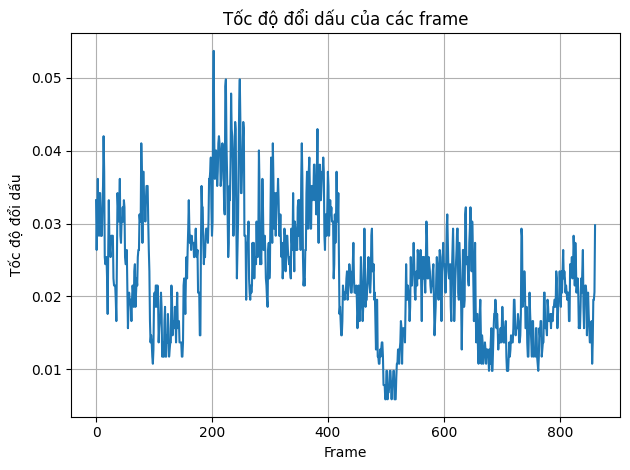 Tốc độ đổi dấu của các frame
Tốc độ đổi dấu
0.05
0.04
0.03
0.02
0.01
0 200 400 600 800
Frame